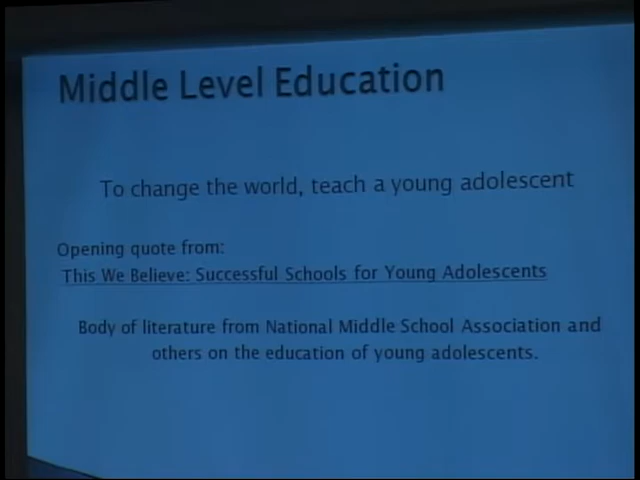 Middle Level Education
To change the world, teach a young adolescent
Opening quote from:
This We Believe: Successful Schools for Young Adolescents
Body of literature from National Middle School Association and
others on the education of young adolescents.